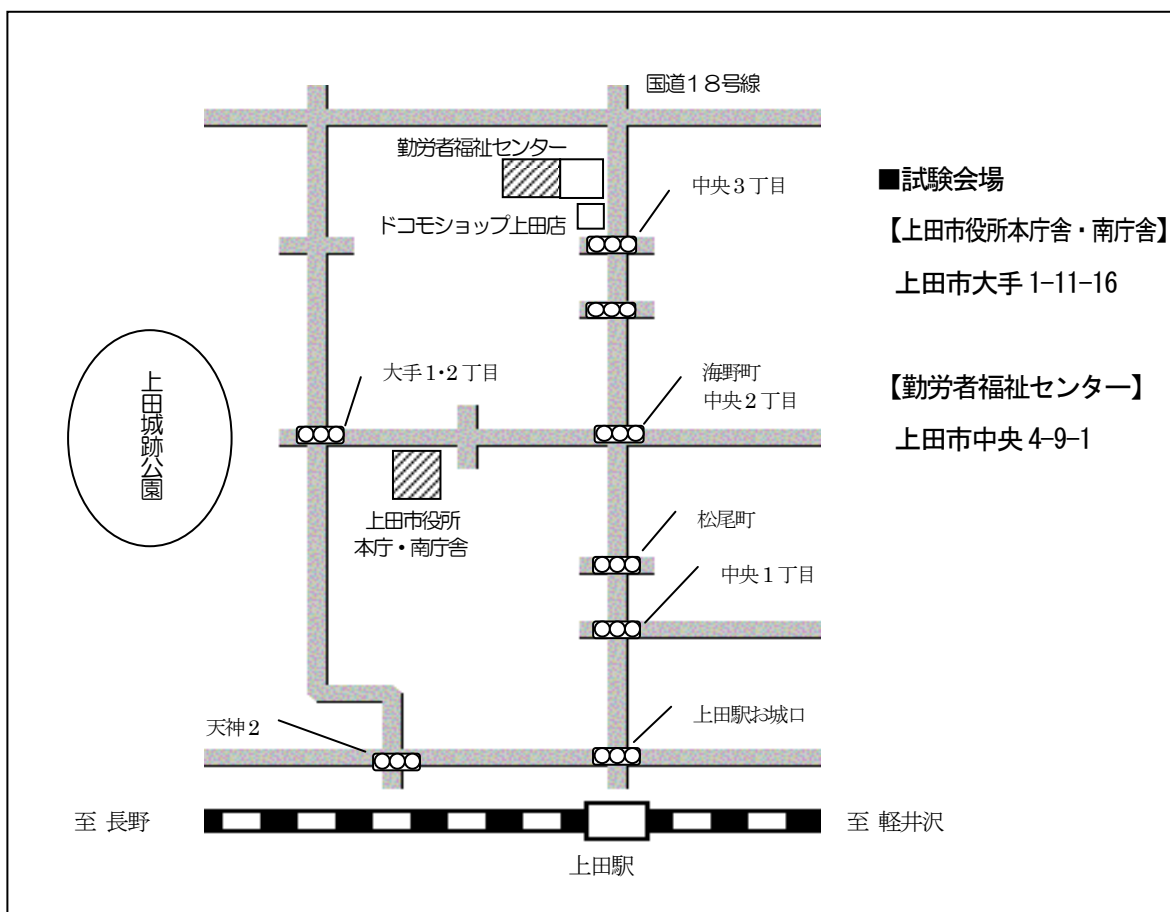 国道１８号線
勤労者福祉センター
中央３丁目
ドコモショップ上田店
■試験会場
【上田市役所本庁舎・南庁舎】
上田市大手 1-11-16
【勤労者福祉センター】
上田市中央 4-9-1
上田城跡公園
大手１・２丁目
海野町
中央２丁目
上田市役所
本庁・南庁舎
松尾町
中央１丁目
天神２
上田駅お城口
至 長野
至 軽井沢
上田駅